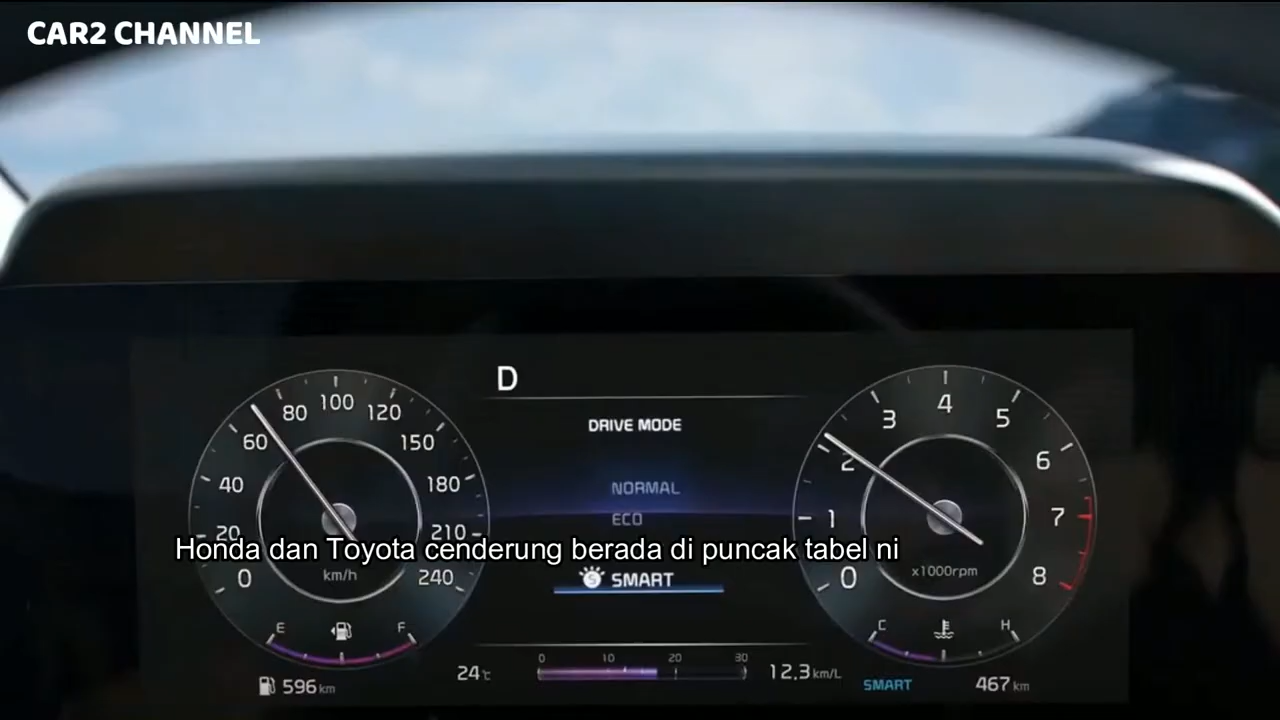 CAR2 CHANNEL
D
DRIVE MODE
NORMAL
ECO
SMART
0 20 40 60 80 100 120 150 180 210 240
km/h
0 1 2 3 4 5 6 7 8
x1000rpm
Honda dan Toyota cenderung berada di puncak tabel ni
E F
C H
596 km
24°C
0 10 20 30
12.3 km/L
SMART
467 km